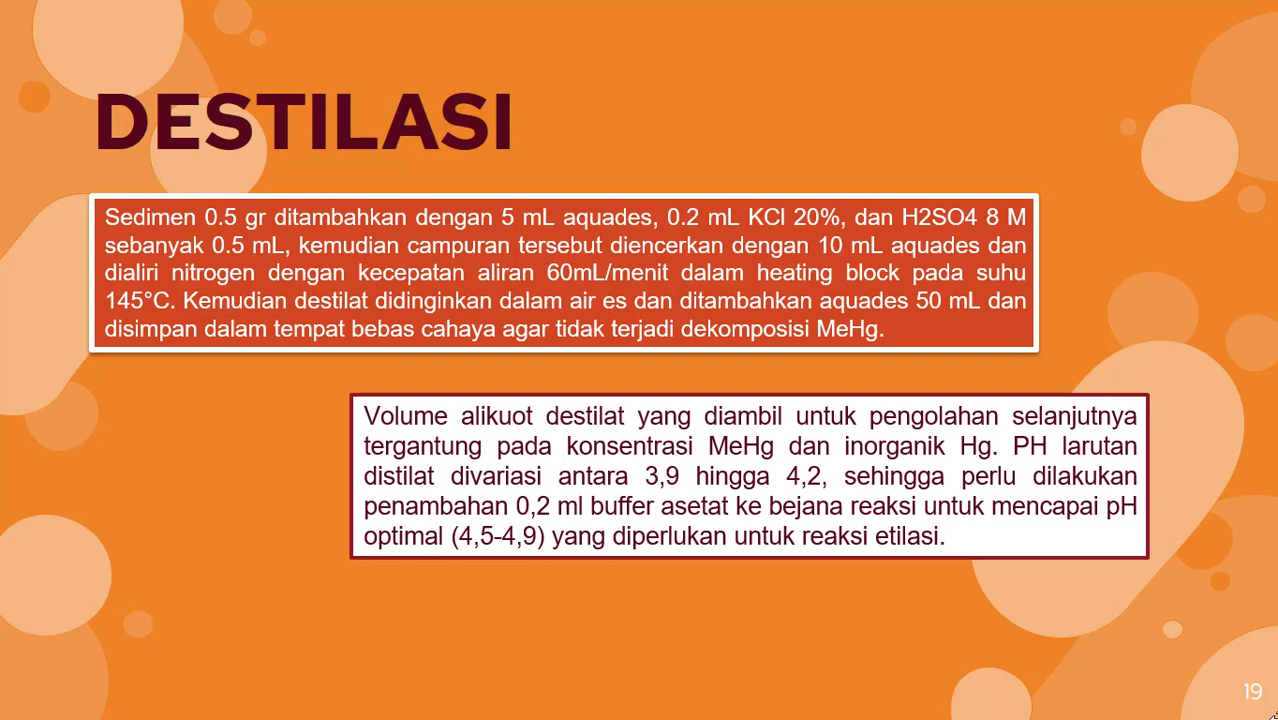 DESTILASI
Sedimen 0.5 gr ditambahkan dengan 5 mL aquades, 0.2 mL KCl 20%, dan H2SO4 8 M
sebanyak 0.5 mL, kemudian campuran tersebut diencerkan dengan 10 mL aquades dan
dialiri nitrogen dengan kecepatan aliran 60mL/menit dalam heating block pada suhu
145°C. Kemudian destilat didinginkan dalam air es dan ditambahkan aquades 50 mL dan
disimpan dalam tempat bebas cahaya agar tidak terjadi dekomposisi MeHg.
Volume alikuot destilat yang diambil untuk pengolahan selanjutnya
tergantung pada konsentrasi MeHg dan inorganik Hg. PH larutan
distilat divariasi antara 3,9 hingga 4,2, sehingga perlu dilakukan
penambahan 0,2 ml buffer asetat ke bejana reaksi untuk mencapai pH
optimal (4,5-4,9) yang diperlukan untuk reaksi etilasi.
19